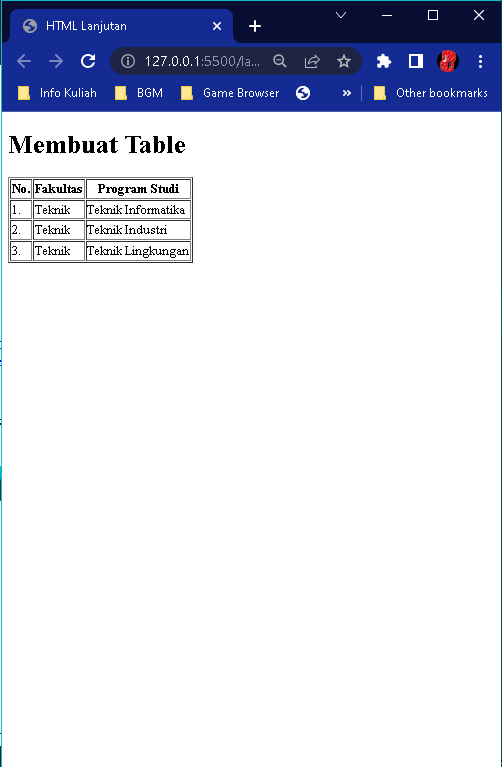 HTML Lanjutan
127.0.0.1:5500/la...
Info Kuliah BGM Game Browser » Other bookmarks
Membuat Table
No. Fakultas Program Studi
1. Teknik Teknik Informatika
2. Teknik Teknik Industri
3. Teknik Teknik Lingkungan